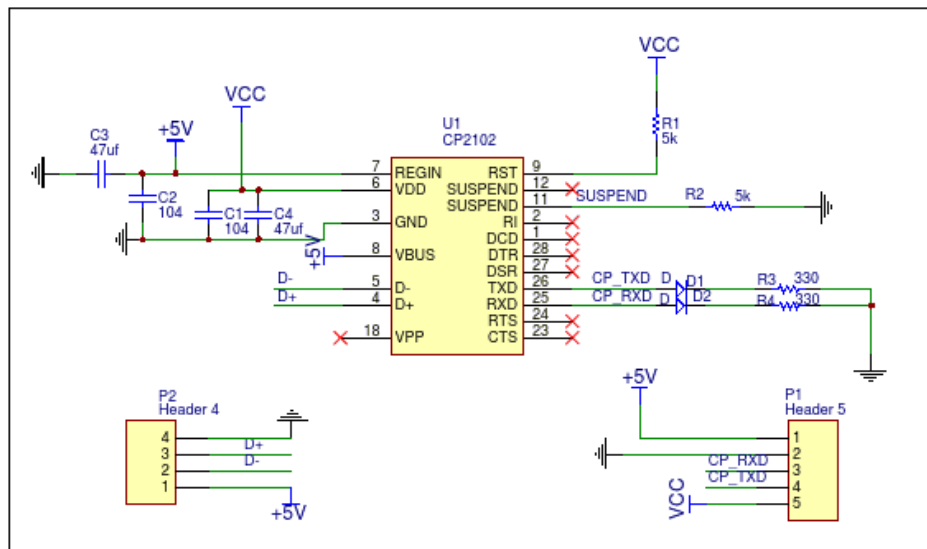 VCC
VCC
U1
CP2102
C3
47uf
+5V
R1
5k
7
REGIN
RST
9
6
VDD
SUSPEND
12
SUSPEND
11
SUSPEND
R2
5k
C2
104
C1
104
C4
47uf
3
GND
RI
2
DCD
1
+5V
8
VBUS
DTR
28
DSR
27
D-
5
D-
TXD
26
CP_TXD
D
D1
R3
330
D+
4
D+
RXD
25
CP_RXD
D
D2
R4
330
RTS
24
18
VPP
CTS
23
+5V
P2
Header 4
P1
Header 5
4
D+
3
D-
2
1
+5V
1
2
CP_RXD
3
CP_TXD
4
VCC
5